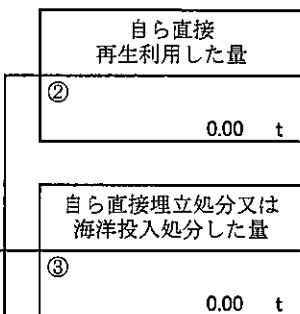 自ら直接
再生利用した量
②
0.00 t
自ら直接埋立処分又は
海洋投入処分した量
③
0.00 t